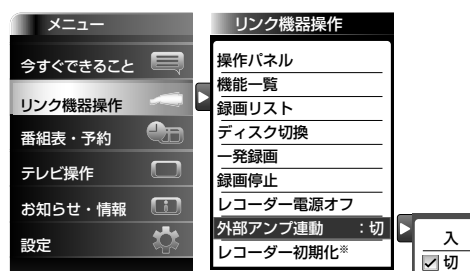 メニュー
今すぐできること
リンク機器操作
番組表・予約
テレビ操作
お知らせ・情報
設定
リンク機器操作
操作パネル
機能一覧
録画リスト
ディスク切換
一発録画
録画停止
レコーダー電源オフ
外部アンプ連動 ：切
レコーダー初期化※
入
切